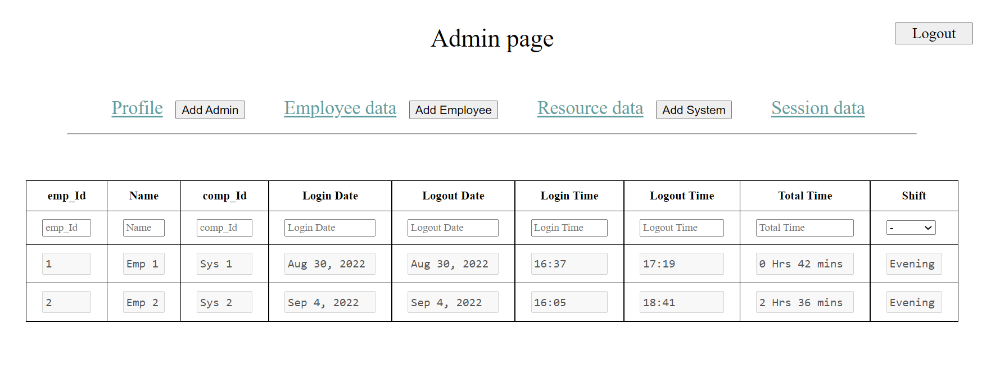 Admin page
Logout
Profile Add Admin Employee data Add Employee Resource data Add System Session data
emp_Id Name comp_Id Login Date Logout Date Login Time Logout Time Total Time Shift
emp_Id Name comp_Id Login Date Logout Date Login Time Logout Time Total Time -
1 Emp 1 Sys 1 Aug 30, 2022 Aug 30, 2022 16:37 17:19 0 Hrs 42 mins Evening
2 Emp 2 Sys 2 Sep 4, 2022 Sep 4, 2022 16:05 18:41 2 Hrs 36 mins Evening